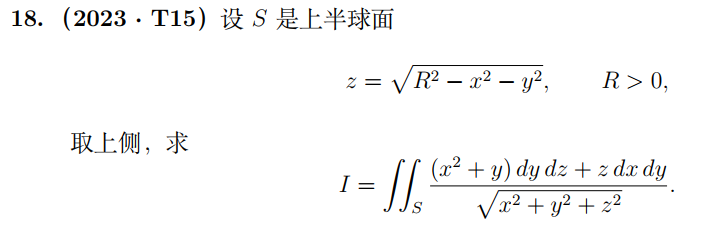 18. (2023 · T15) 设 S 是上半球面
z = √(R² − x² − y²), R > 0,
取上侧, 求
I = ∬_S ((x² + y) dy dz + z dx dy) / √(x² + y² + z²).